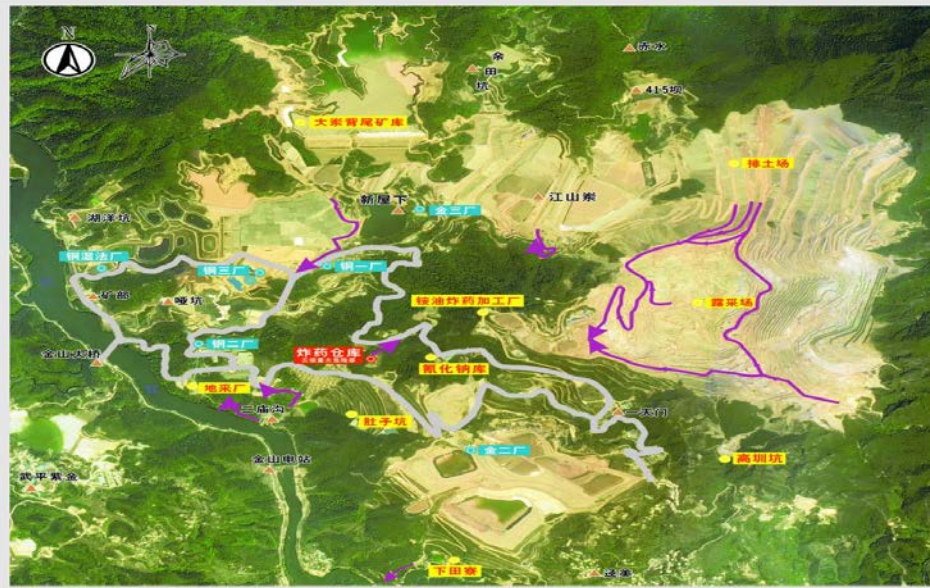 N
赤水
余田坑
415坝
大岽背尾矿库
排土场
新屋下
金三厂
江山岽
湖洋坑
铜湿法厂
铜三厂
铜一厂
矿部
哑坑
铵油炸药加工厂
露采场
金山大桥
铜二厂
炸药仓库
氰化钠库
地采厂
二庙沟
肚子坑
一天门
金二厂
高圳坑
金山电站
武平紫金
下田寮
迳美